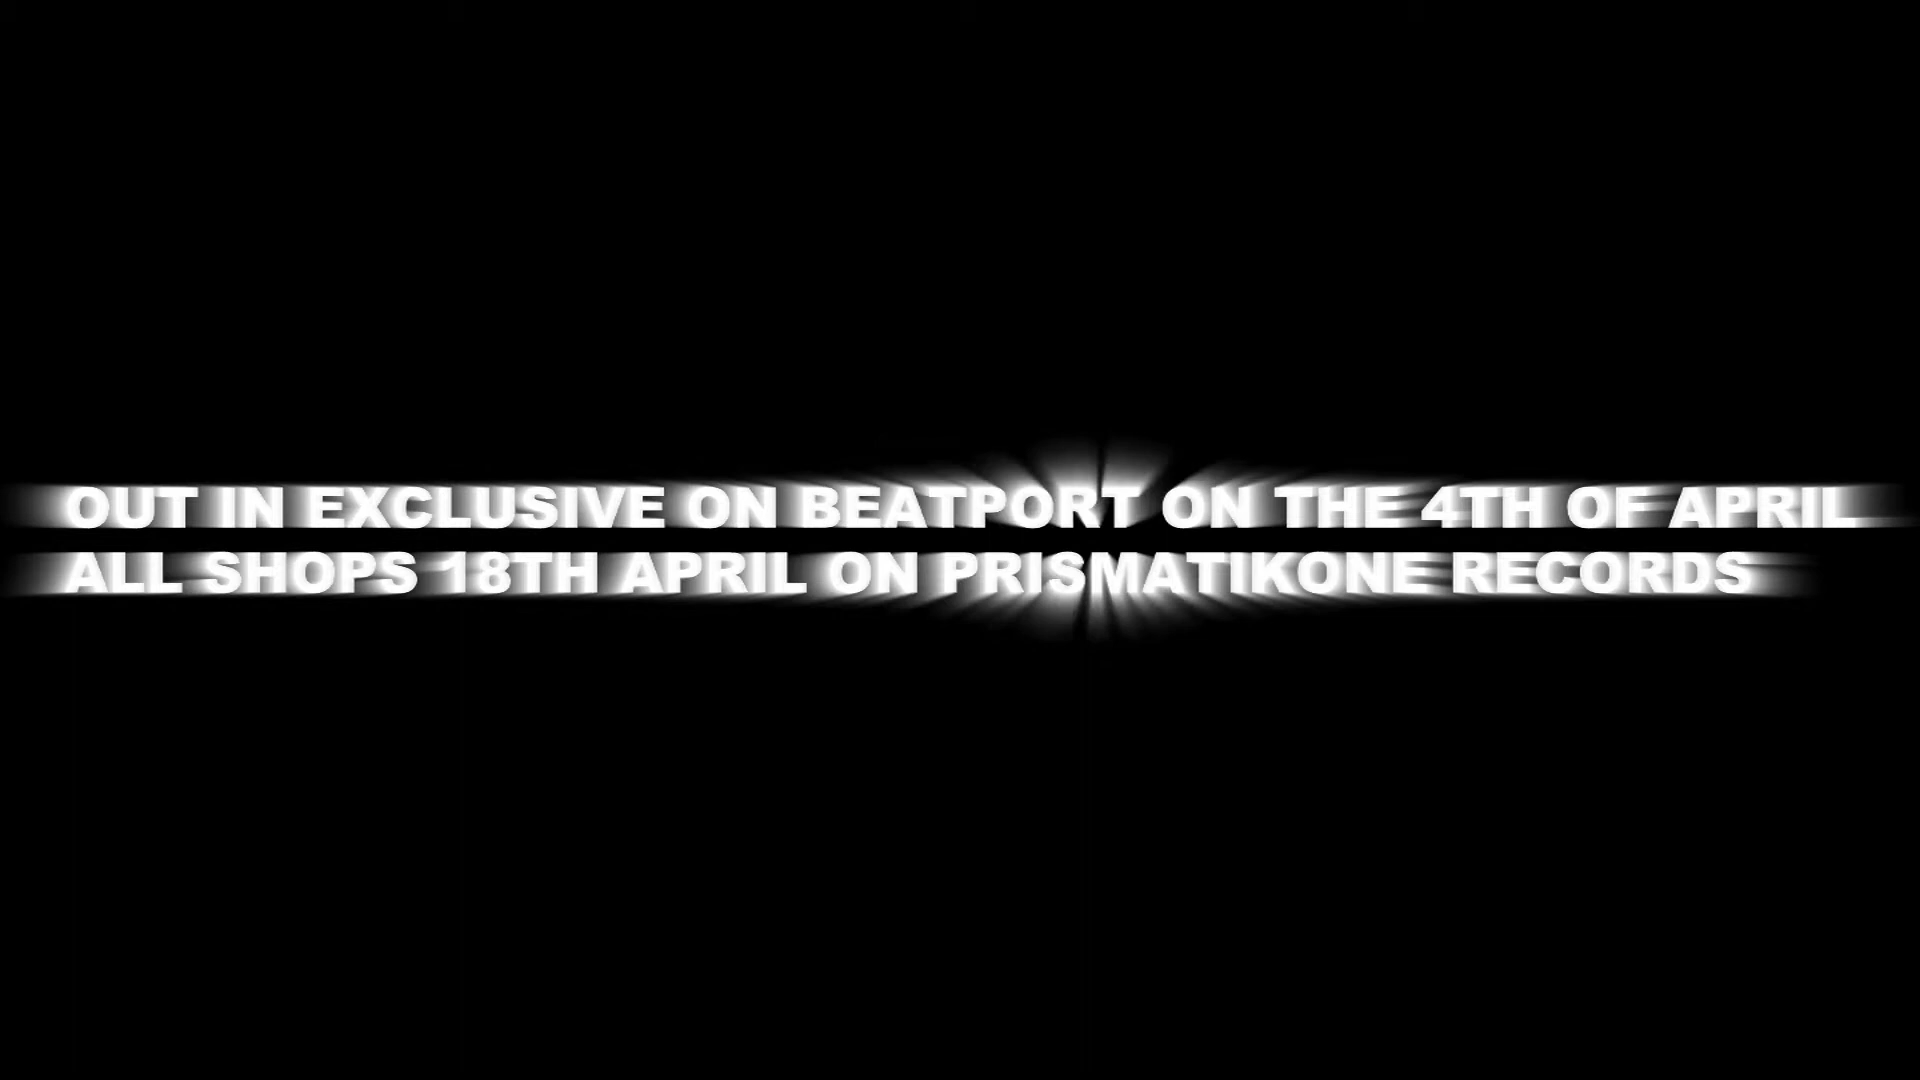 OUT IN EXCLUSIVE ON BEATPORT ON THE 4TH OF APRIL
ALL SHOPS 18TH APRIL ON PRISMATIKONE RECORDS